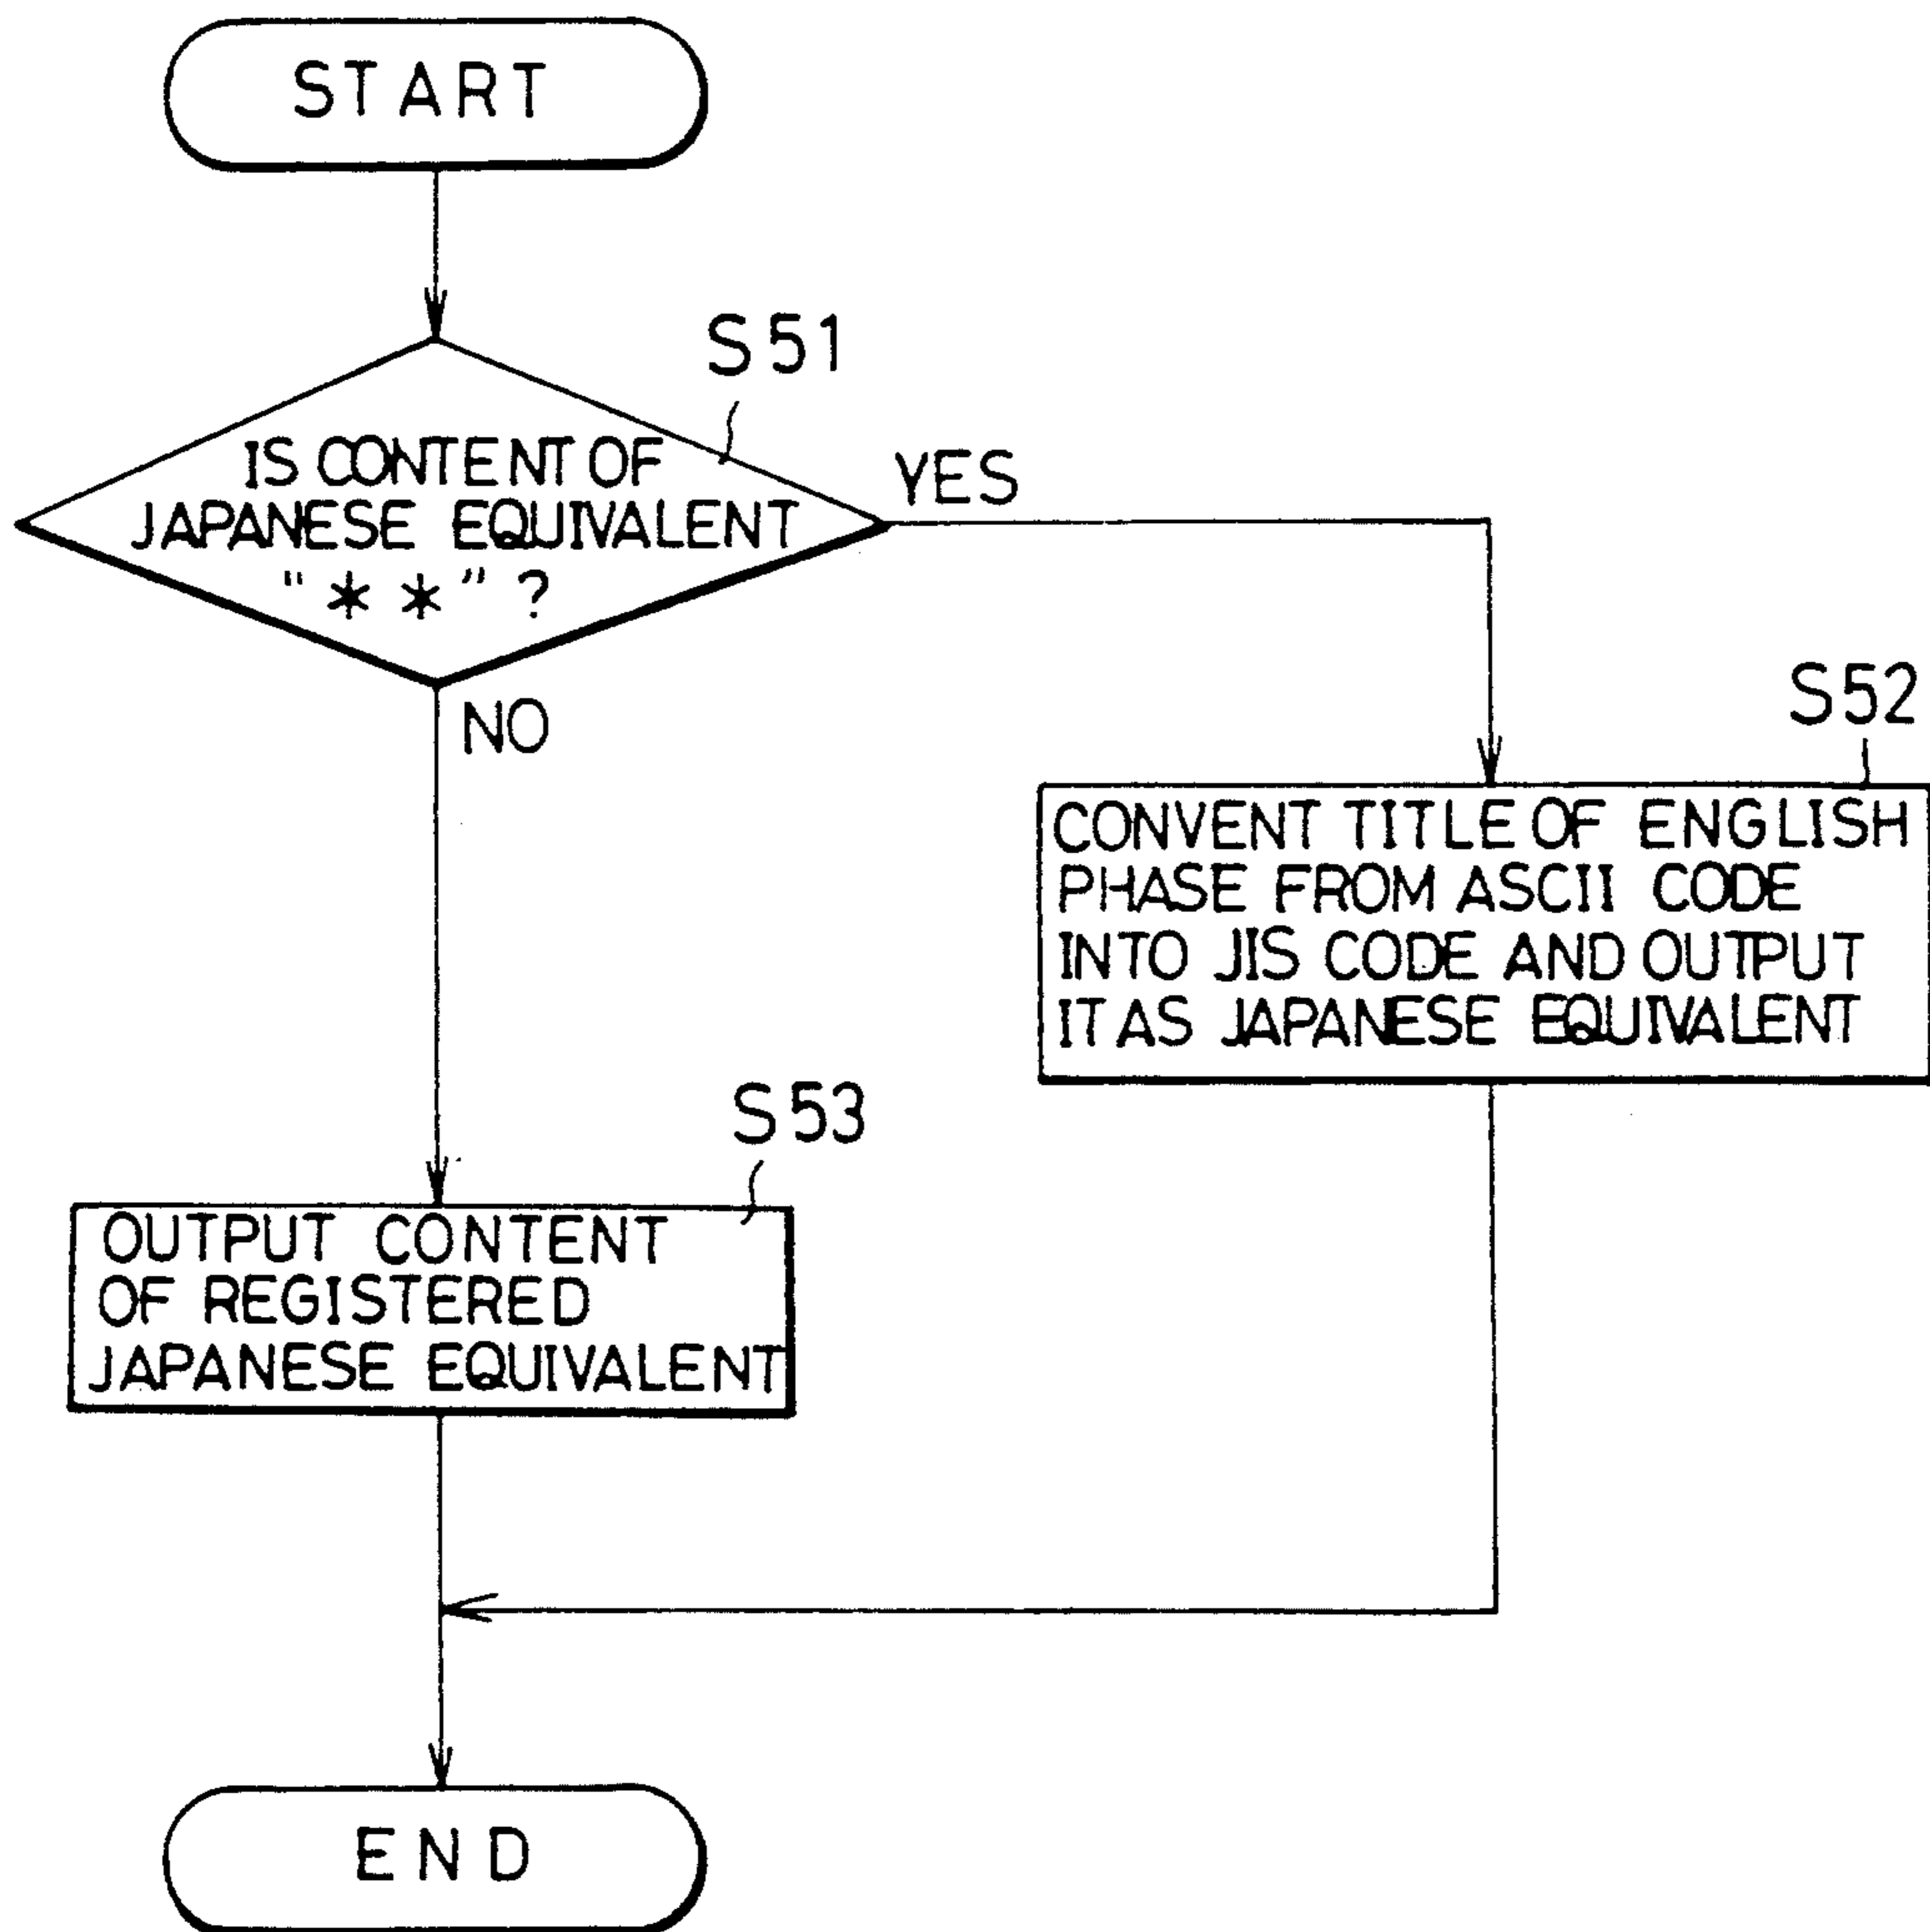 START
S51
IS CONTENT OF
JAPANESE EQUIVALENT
"**"?
YES
NO
S52
CONVENT TITLE OF ENGLISH
PHASE FROM ASCII CODE
INTO JIS CODE AND OUTPUT
IT AS JAPANESE EQUIVALENT
S53
OUTPUT CONTENT
OF REGISTERED
JAPANESE EQUIVALENT
END